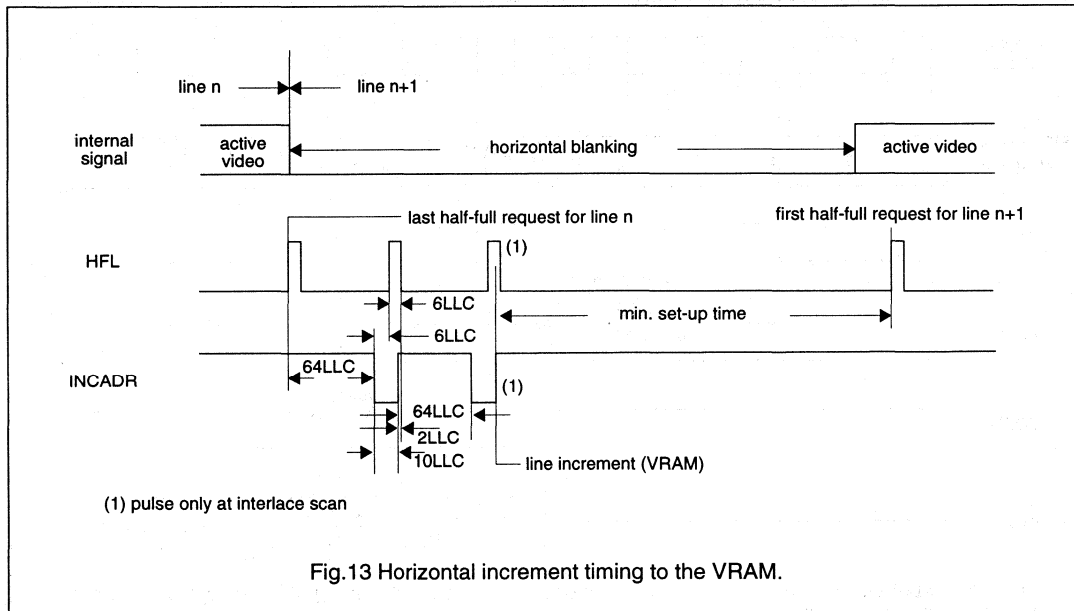 line n
line n+1
internal
signal
active
video
horizontal blanking
active video
last half-full request for line n
first half-full request for line n+1
HFL
(1)
6LLC
min. set-up time
6LLC
64LLC
INCADR
(1)
64LLC
2LLC
10LLC
line increment (VRAM)
(1) pulse only at interlace scan
Fig.13 Horizontal increment timing to the VRAM.